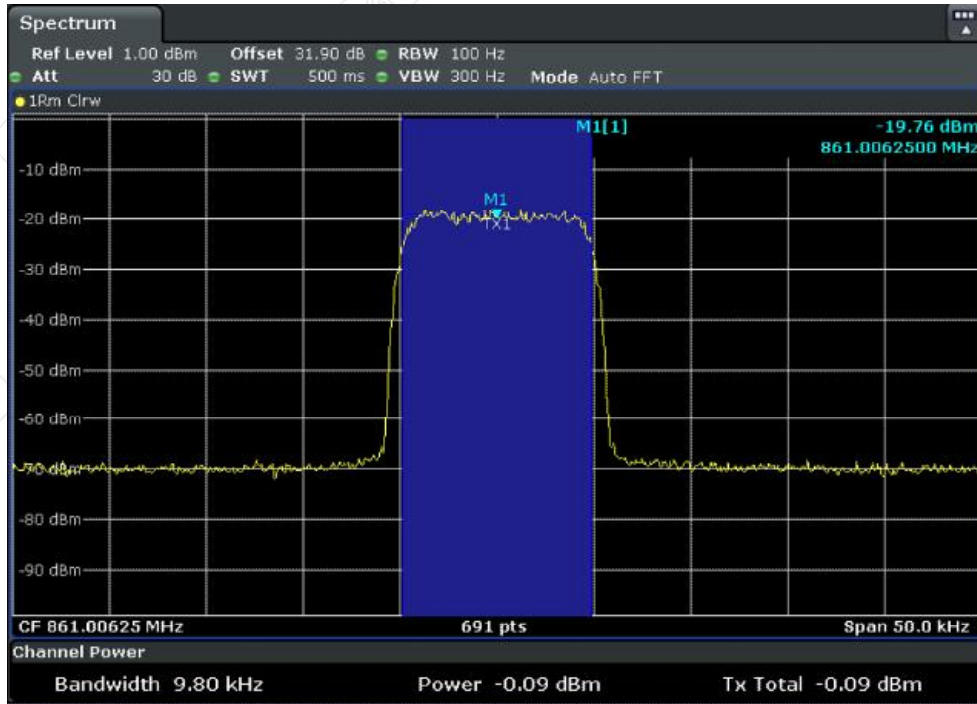 Spectrum
Ref Level 1.00 dBm Offset 31.90 dB RBW 100 Hz
Att 30 dB SWT 500 ms VBW 300 Hz Mode Auto FFT
1Rm Clrw
M1[1] -19.76 dBm
861.0062500 MHz
-10 dBm
M1
-20 dBm
TX1
-30 dBm
-40 dBm
-50 dBm
-60 dBm
-70 dBm
-80 dBm
-90 dBm
CF 861.00625 MHz 691 pts Span 50.0 kHz
Channel Power
Bandwidth 9.80 kHz Power -0.09 dBm Tx Total -0.09 dBm